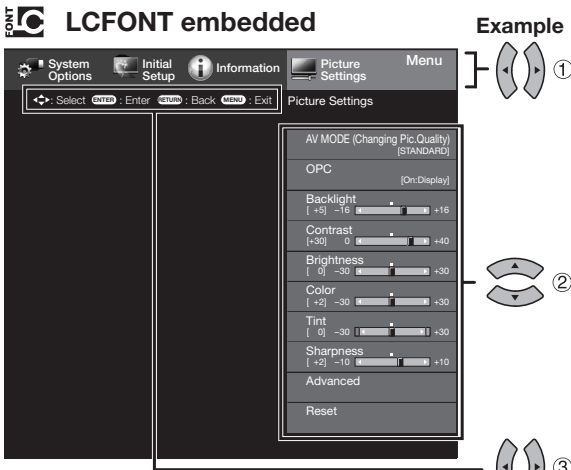 FONT LC LCFONT embedded
Example
System Options
Initial Setup
Information
Picture Settings
Menu
: Select ENTER : Enter RETURN : Back MENU : Exit
Picture Settings
AV MODE (Changing Pic.Quality)
[STANDARD]
OPC
[On:Display]
Backlight
[ +5] −16 +16
Contrast
[+30] 0 +40
Brightness
[ 0] −30 +30
Color
[ +2] −30 +30
Tint
[ 0] −30 +30
Sharpness
[ +2] −10 +10
Advanced
Reset
①
②
③